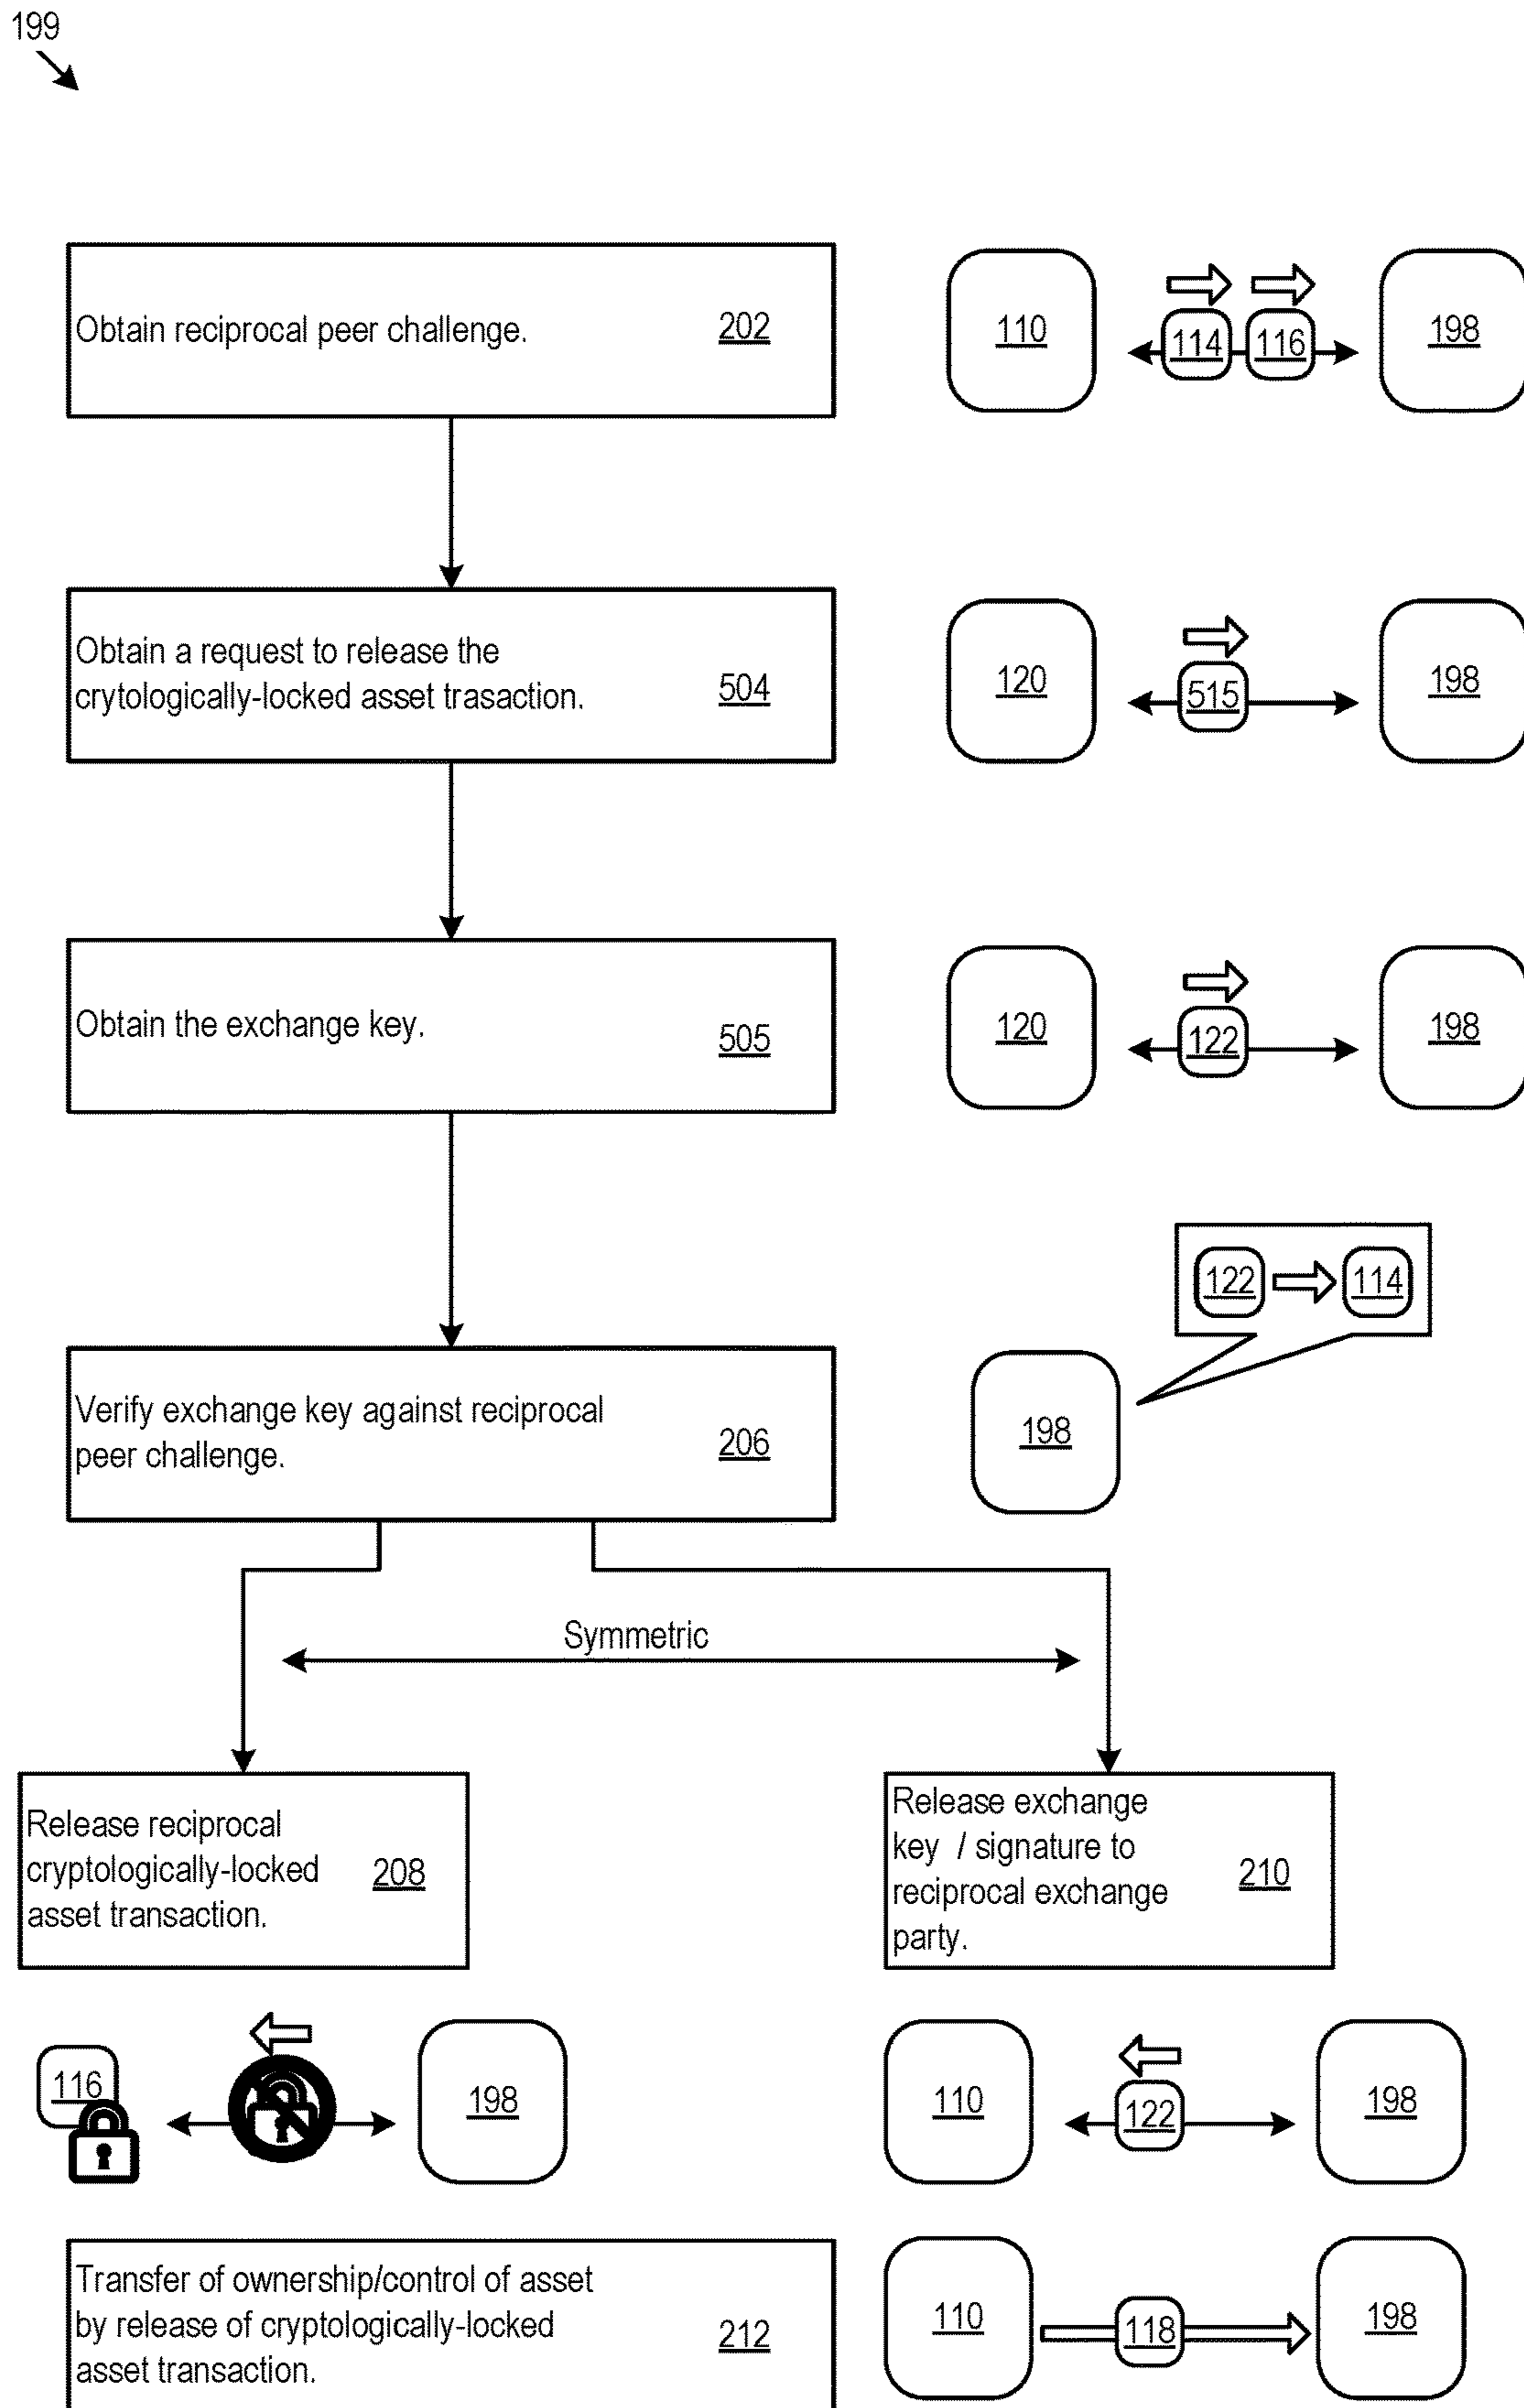 199
Obtain reciprocal peer challenge.
202
110
114
116
198
Obtain a request to release the
crytologically-locked asset trasaction.
504
120
515
198
Obtain the exchange key.
505
120
122
198
122
114
Verify exchange key against reciprocal
peer challenge.
206
198
Symmetric
Release reciprocal
cryptologically-locked
asset transaction.
208
Release exchange
key / signature to
reciprocal exchange
party.
210
116
198
110
122
198
Transfer of ownership/control of asset
by release of cryptologically-locked
asset transaction.
212
110
118
198